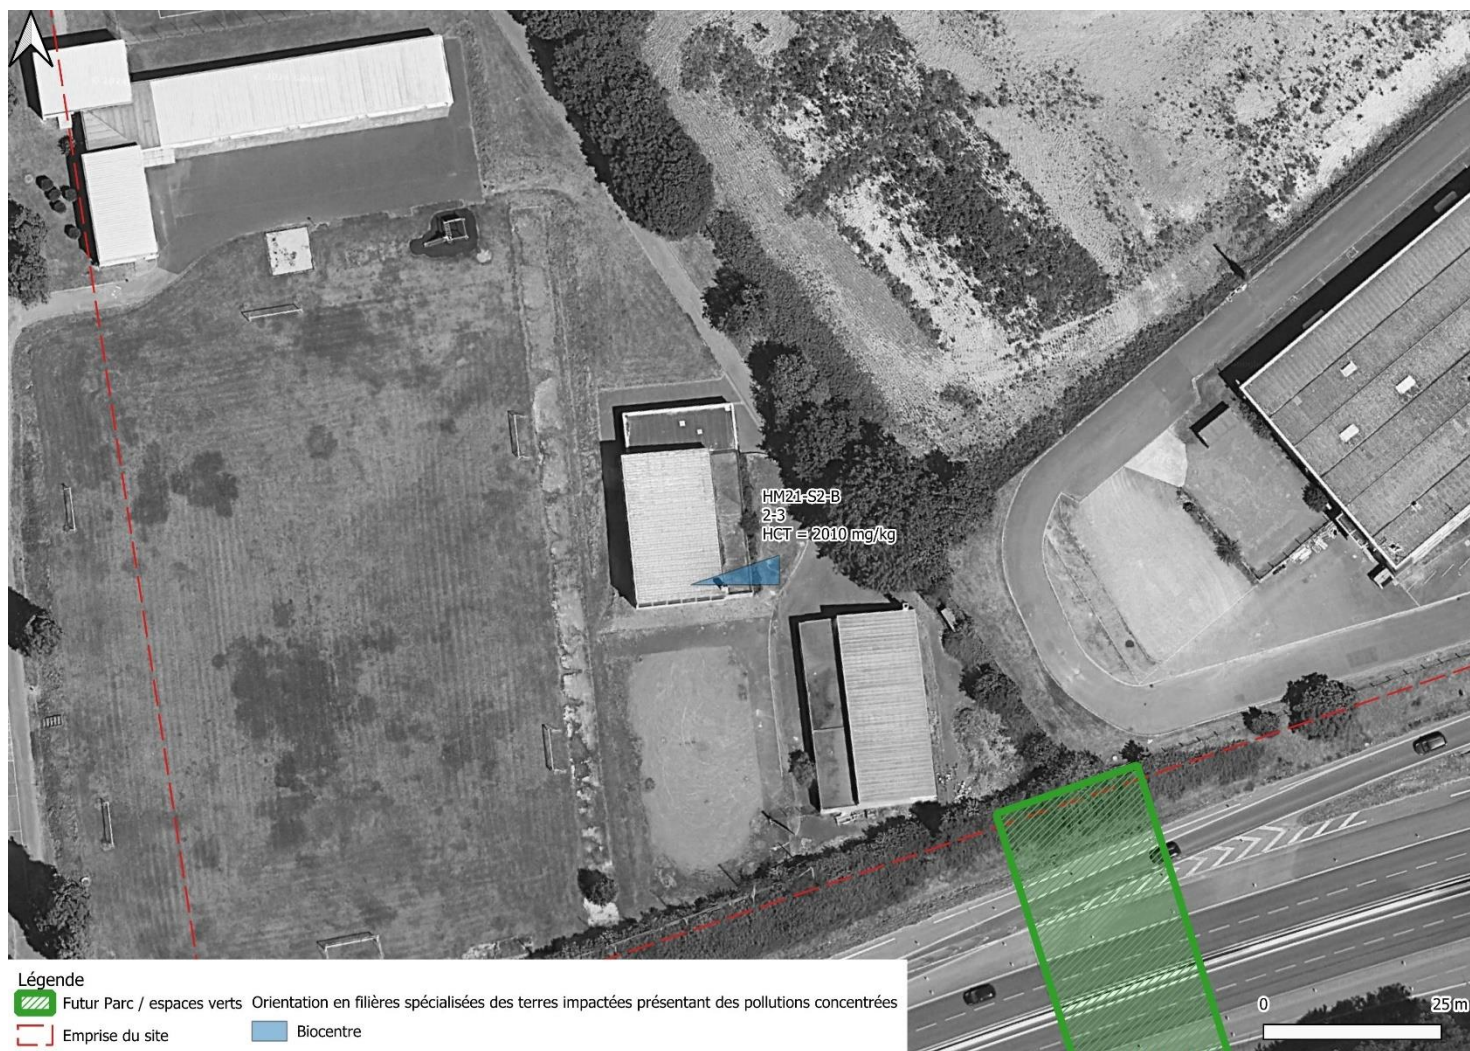 HM21-S2-B
2-3
HCT = 2010 mg/kg
Légende
Futur Parc / espaces verts
Orientation en filières spécialisées des terres impactées présentant des pollutions concentrées
Emprise du site
Biocentre
0
25 m